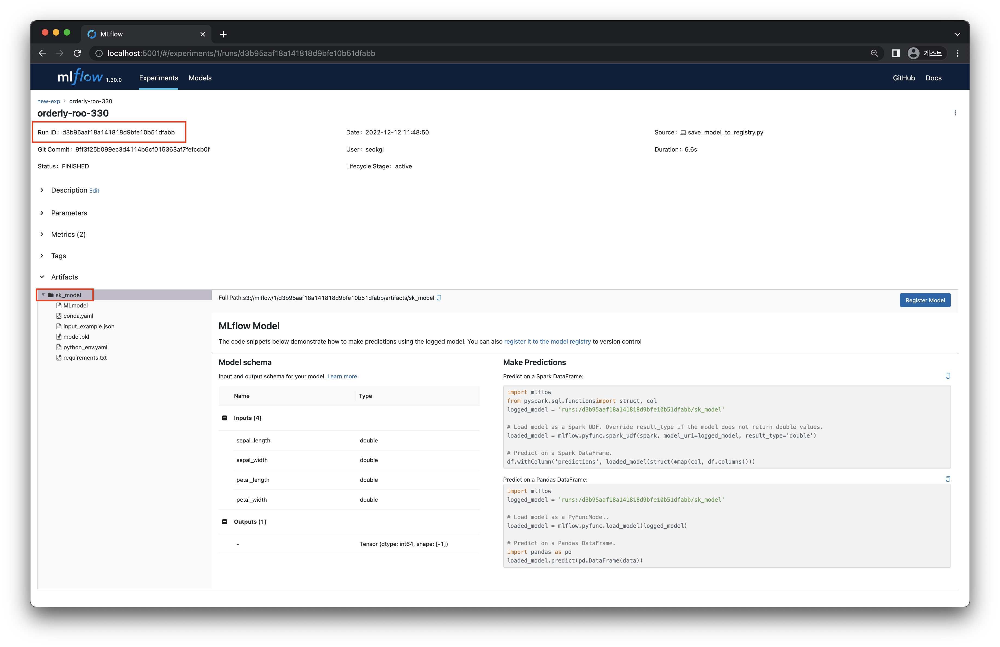 MLflow
localhost:5001/#/experiments/1/runs/d3b95aaf18a141818d9bfe10b51dfabb
게스트
mlflow 1.30.0 Experiments Models GitHub Docs
new-exp > orderly-roo-330
orderly-roo-330
Run ID: d3b95aaf18a141818d9bfe10b51dfabb Date: 2022-12-12 11:48:50 Source: save_model_to_registry.py
Git Commit: 9ff3f25b099ec3d4114b6cf015363af7fefccb0f User: seokgi Duration: 6.6s
Status: FINISHED Lifecycle Stage: active
Description Edit
Parameters
Metrics (2)
Tags
Artifacts
sk_model
MLmodel
conda.yaml
input_example.json
model.pkl
python_env.yaml
requirements.txt
Full Path:s3://mlflow/1/d3b95aaf18a141818d9bfe10b51dfabb/artifacts/sk_model
Register Model
MLflow Model
The code snippets below demonstrate how to make predictions using the logged model. You can also register it to the model registry to version control
Model schema
Input and output schema for your model. Learn more
Name Type
Inputs (4)
sepal_length double
sepal_width double
petal_length double
petal_width double
Outputs (1)
- Tensor (dtype: int64, shape: [-1])
Make Predictions
Predict on a Spark DataFrame:
import mlflow
from pyspark.sql.functionsimport struct, col
logged_model = 'runs:/d3b95aaf18a141818d9bfe10b51dfabb/sk_model'
# Load model as a Spark UDF. Override result_type if the model does not return double values.
loaded_model = mlflow.pyfunc.spark_udf(spark, model_uri=logged_model, result_type='double')
# Predict on a Spark DataFrame.
df.withColumn('predictions', loaded_model(struct(*map(col, df.columns))))
Predict on a Pandas DataFrame:
import mlflow
logged_model = 'runs:/d3b95aaf18a141818d9bfe10b51dfabb/sk_model'
# Load model as a PyFuncModel.
loaded_model = mlflow.pyfunc.load_model(logged_model)
# Predict on a Pandas DataFrame.
import pandas as pd
loaded_model.predict(pd.DataFrame(data))